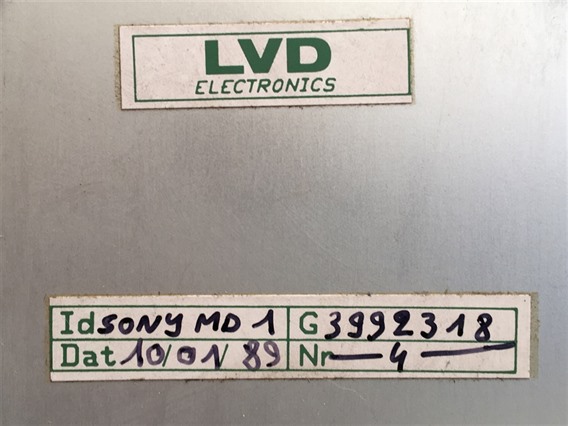 LVD
ELECTRONICS
Id SONY MD 1 G 3992318
Dat 10/01/89 Nr — 4 —